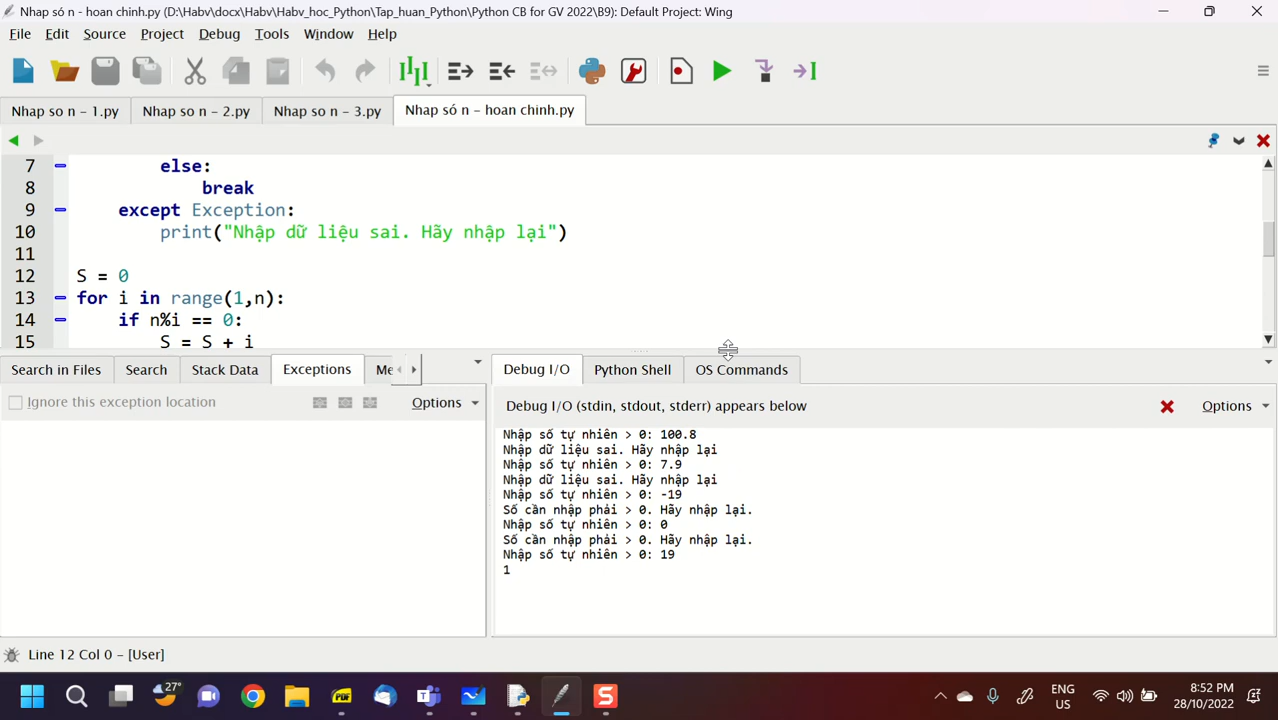 Nhap só n - hoan chinh.py (D:\Habv\docx\Habv\Habv_hoc_Python\Tap_huan_Python\Python CB for GV 2022\B9): Default Project: Wing
File Edit Source Project Debug Tools Window Help
Nhap so n - 1.py Nhap so n - 2.py Nhap so n - 3.py Nhap só n - hoan chinh.py
7 else:
8 break
9 except Exception:
10 print("Nhập dữ liệu sai. Hãy nhập lại")
11
12 S = 0
13 for i in range(1,n):
14 if n%i == 0:
15 S = S + i
Search in Files Search Stack Data Exceptions Me
Debug I/O Python Shell OS Commands
Ignore this exception location Options
Debug I/O (stdin, stdout, stderr) appears below Options
Nhập số tự nhiên > 0: 100.8
Nhập dữ liệu sai. Hãy nhập lại
Nhập số tự nhiên > 0: 7.9
Nhập dữ liệu sai. Hãy nhập lại
Nhập số tự nhiên > 0: -19
Số cần nhập phải > 0. Hãy nhập lại.
Nhập số tự nhiên > 0: 0
Số cần nhập phải > 0. Hãy nhập lại.
Nhập số tự nhiên > 0: 19
1
Line 12 Col 0 - [User]
27°
PDF
ENG
US
8:52 PM
28/10/2022